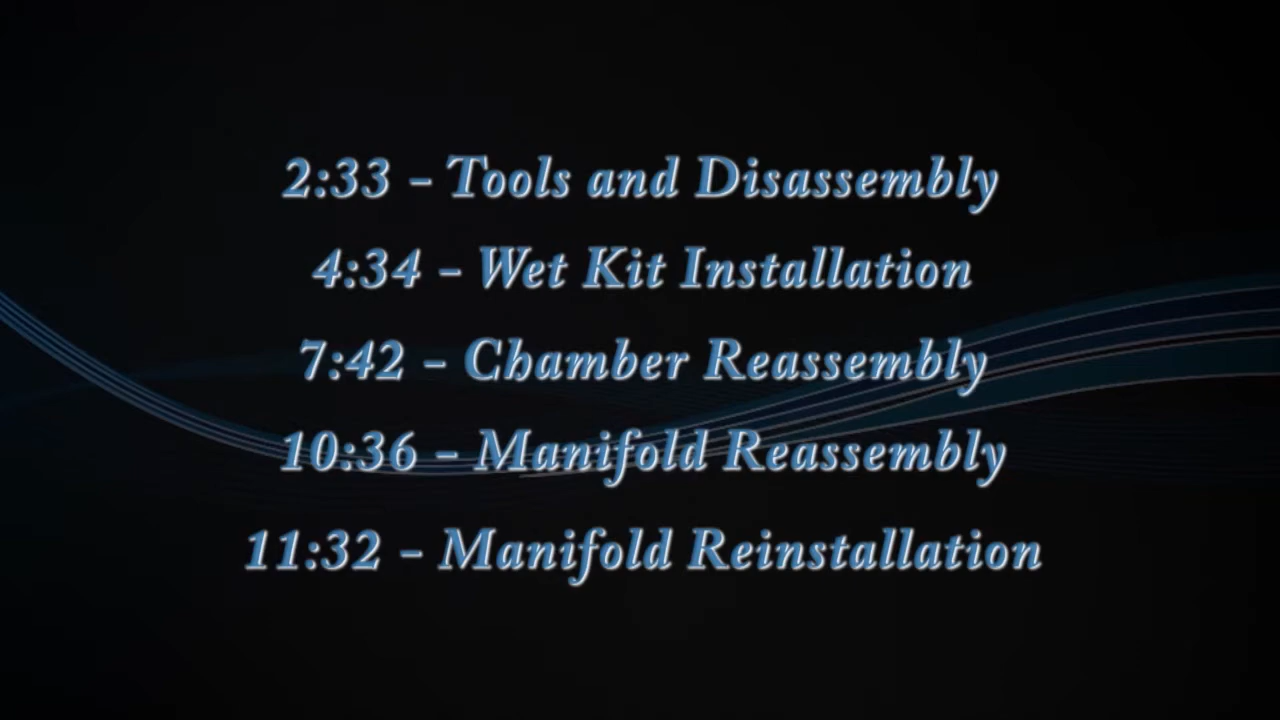 2:33 - Tools and Disassembly
4:34 - Wet Kit Installation
7:42 - Chamber Reassembly
10:36 - Manifold Reassembly
11:32 - Manifold Reinstallation